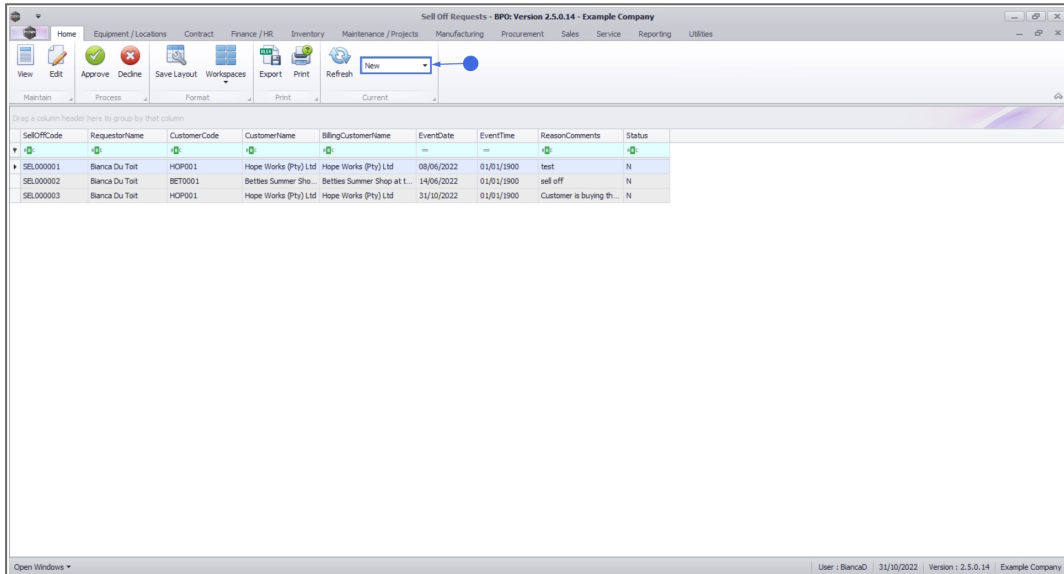 Sell Off Requests - BPO: Version 2.5.0.14 - Example Company
Home Equipment / Locations Contract Finance / HR Inventory Maintenance / Projects Manufacturing Procurement Sales Service Reporting Utilities
View Edit Approve Decline Save Layout Workspaces Export Print Refresh New
Maintain Process Format Print Current
Drag a column header here to group by that column
SellOffCode RequestorName CustomerCode CustomerName BillingCustomerName EventDate EventTime ReasonComments Status
SEL000001 Bianca Du Toit HOP001 Hope Works (Pty) Ltd Hope Works (Pty) Ltd 08/06/2022 01/01/1900 test N
SEL000002 Bianca Du Toit BET0001 Betties Summer Sho... Betties Summer Shop at t... 14/06/2022 01/01/1900 sell off N
SEL000003 Bianca Du Toit HOP001 Hope Works (Pty) Ltd Hope Works (Pty) Ltd 31/10/2022 01/01/1900 Customer is buying th... N
Open Windows User : BiancaD 31/10/2022 Version : 2.5.0.14 Example Company